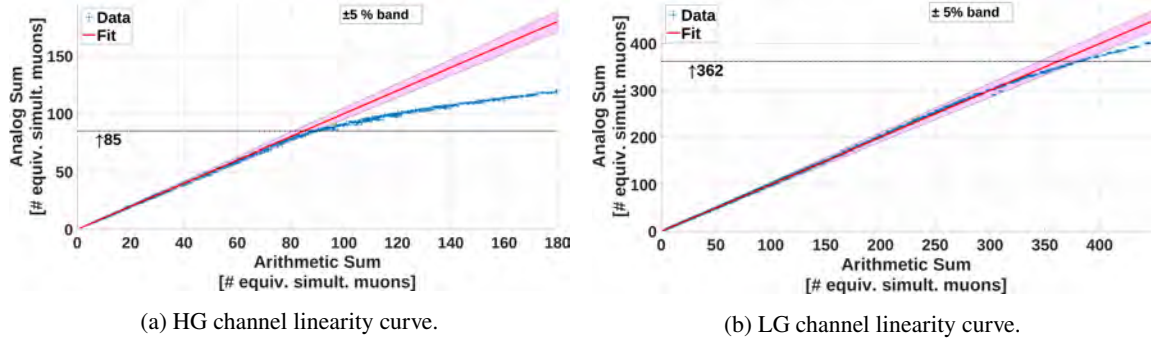 Data
Fit
±5 % band
150
100
50
0
↑85
Analog Sum
[# equiv. simult. muons]
0 20 40 60 80 100 120 140 160 180
Arithmetic Sum
[# equiv. simult. muons]
(a) HG channel linearity curve.
Data
Fit
± 5% band
400
300
200
100
0
↑362
Analog Sum
[# equiv. simult. muons]
0 50 100 150 200 250 300 350 400
Arithmetic Sum
[# equiv. simult. muons]
(b) LG channel linearity curve.